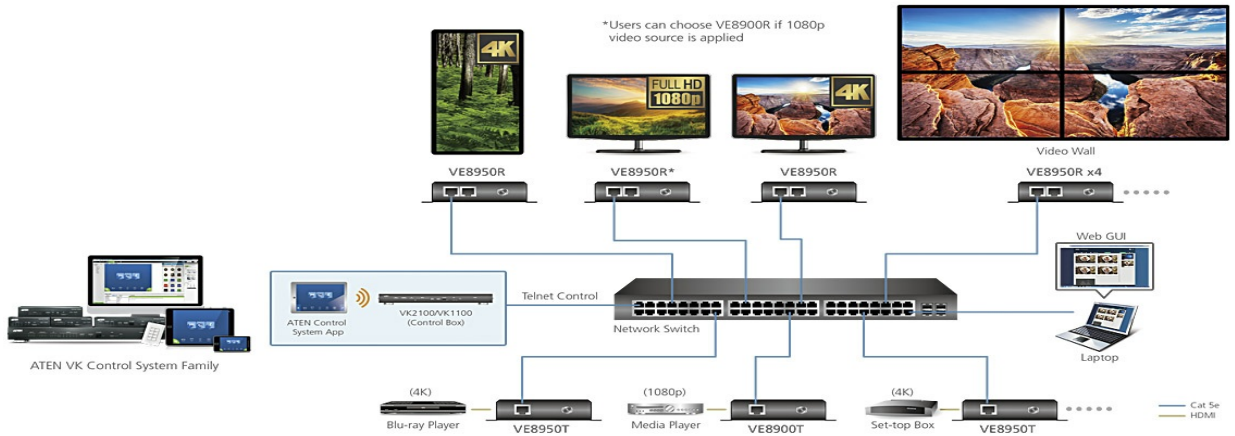 *Users can choose VE8900R if 1080p
video source is applied
4K
FULL HD
1080p
4K
Video Wall
VE8950R
VE8950R*
VE8950R
VE8950R x4
Web GUI
Telnet Control
ATEN Control
System App
VK2100/VK1100
(Control Box)
Network Switch
Laptop
ATEN VK Control System Family
(4K)
(1080p)
(4K)
Blu-ray Player
VE8950T
Media Player
VE8900T
Set-top Box
VE8950T
Cat 5e
HDMI